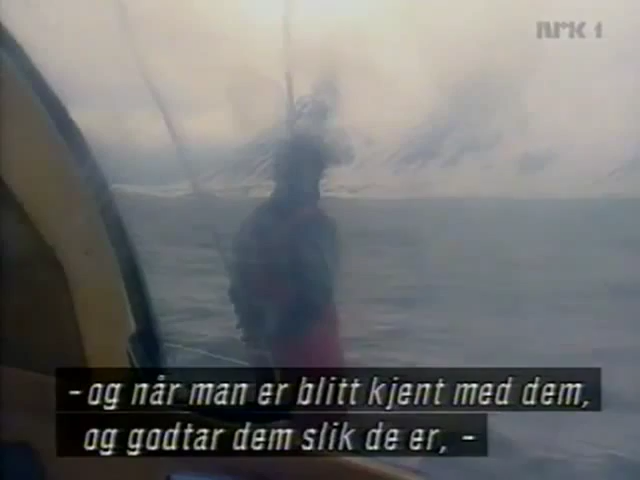 NRK 1
- og når man er blitt kjent med dem,
og godtar dem slik de er, -